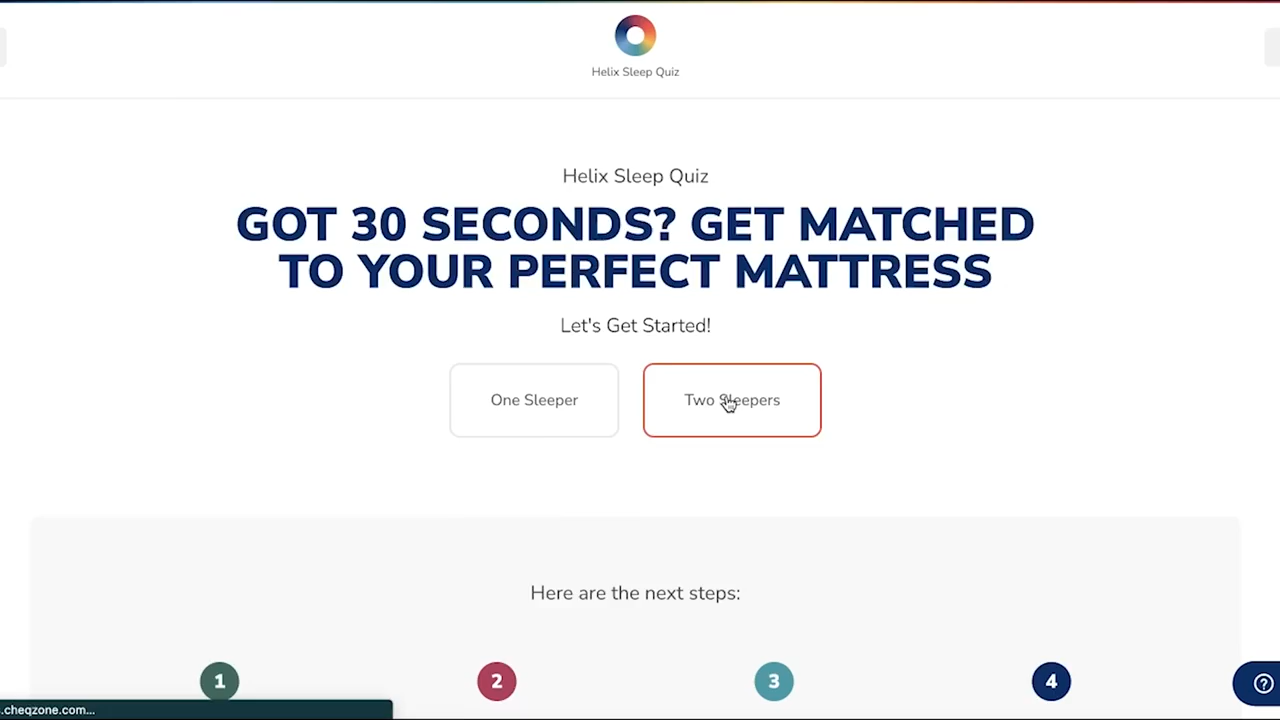 Helix Sleep Quiz
Helix Sleep Quiz
GOT 30 SECONDS? GET MATCHED
TO YOUR PERFECT MATTRESS
Let's Get Started!
One Sleeper
Two Sleepers
Here are the next steps:
1
2
3
4
.cheqzone.com...
?